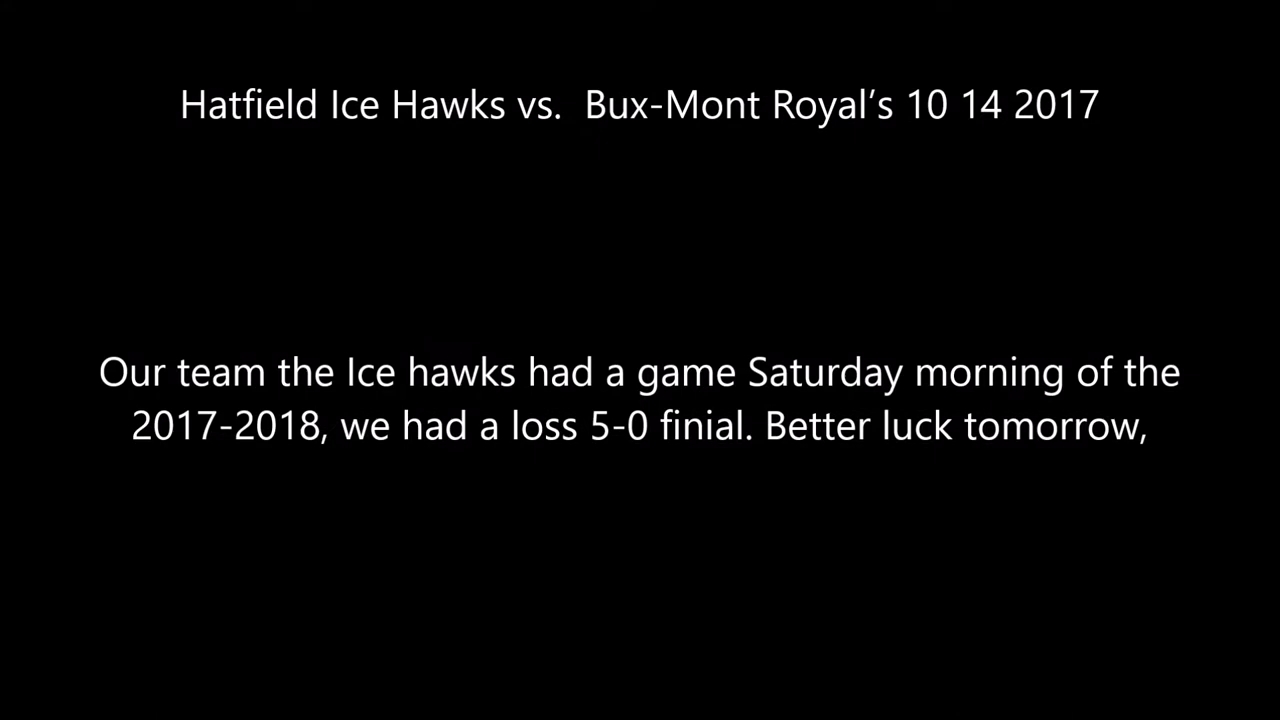 Hatfield Ice Hawks vs.  Bux-Mont Royal’s 10 14 2017
Our team the Ice hawks had a game Saturday morning of the
2017-2018, we had a loss 5-0 finial. Better luck tomorrow,